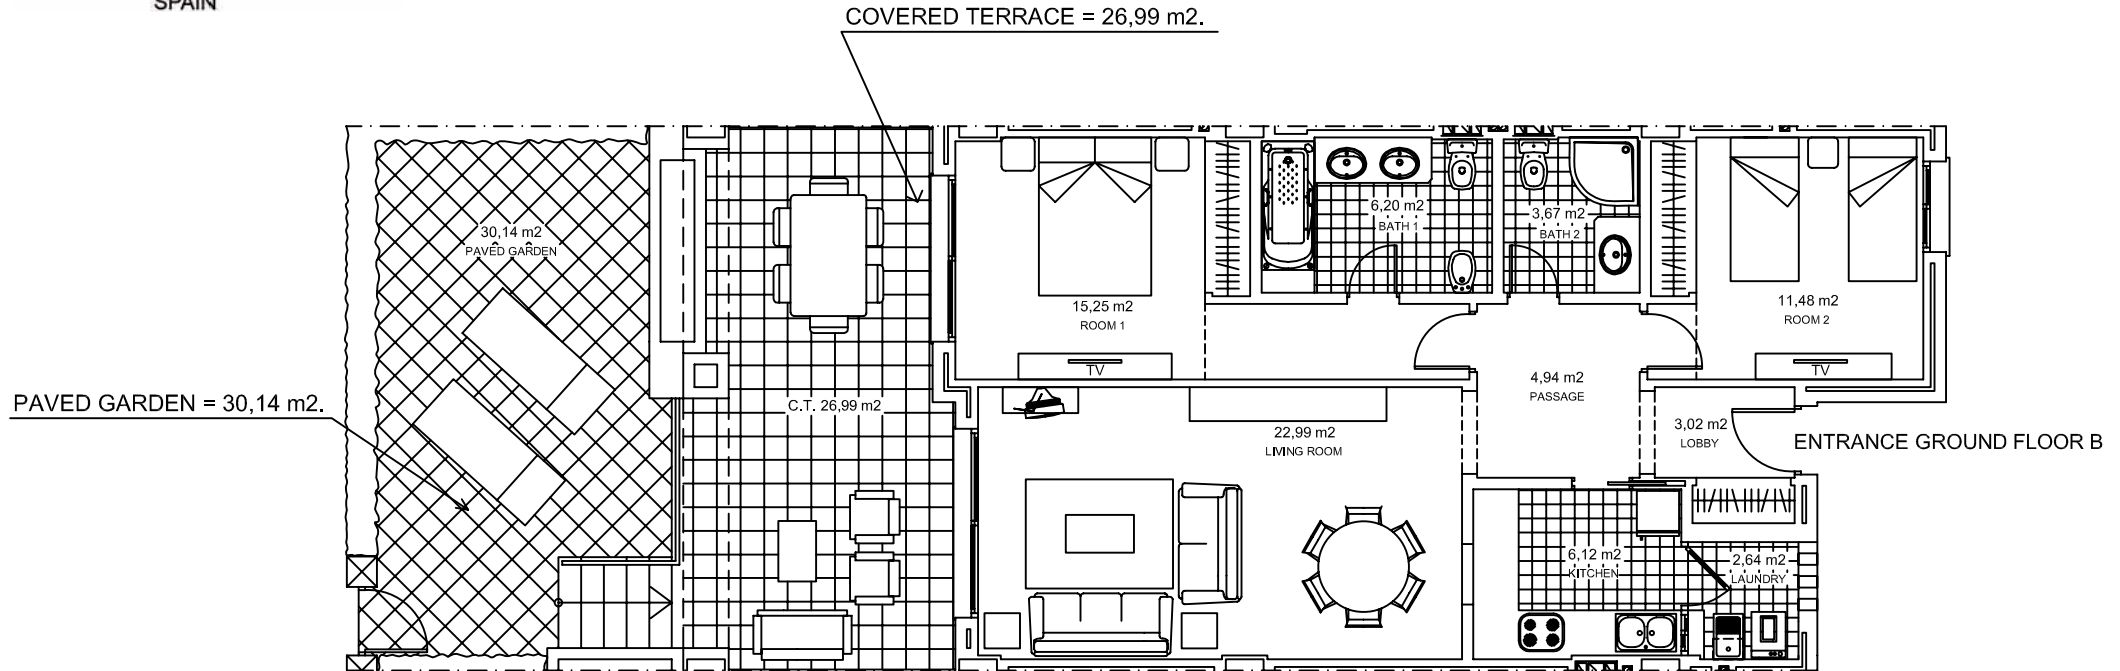 SPAIN
COVERED TERRACE = 26,99 m2.
30,14 m2
PAVED GARDEN
6,20 m2
BATH 1
3,67 m2
BATH 2
15,25 m2
ROOM 1
11,48 m2
ROOM 2
TV
TV
4,94 m2
PASSAGE
PAVED GARDEN = 30,14 m2.
C.T. 26,99 m2
22,99 m2
LIVING ROOM
3,02 m2
LOBBY
ENTRANCE GROUND FLOOR B
6,12 m2
KITCHEN
2,64 m2
LAUNDRY